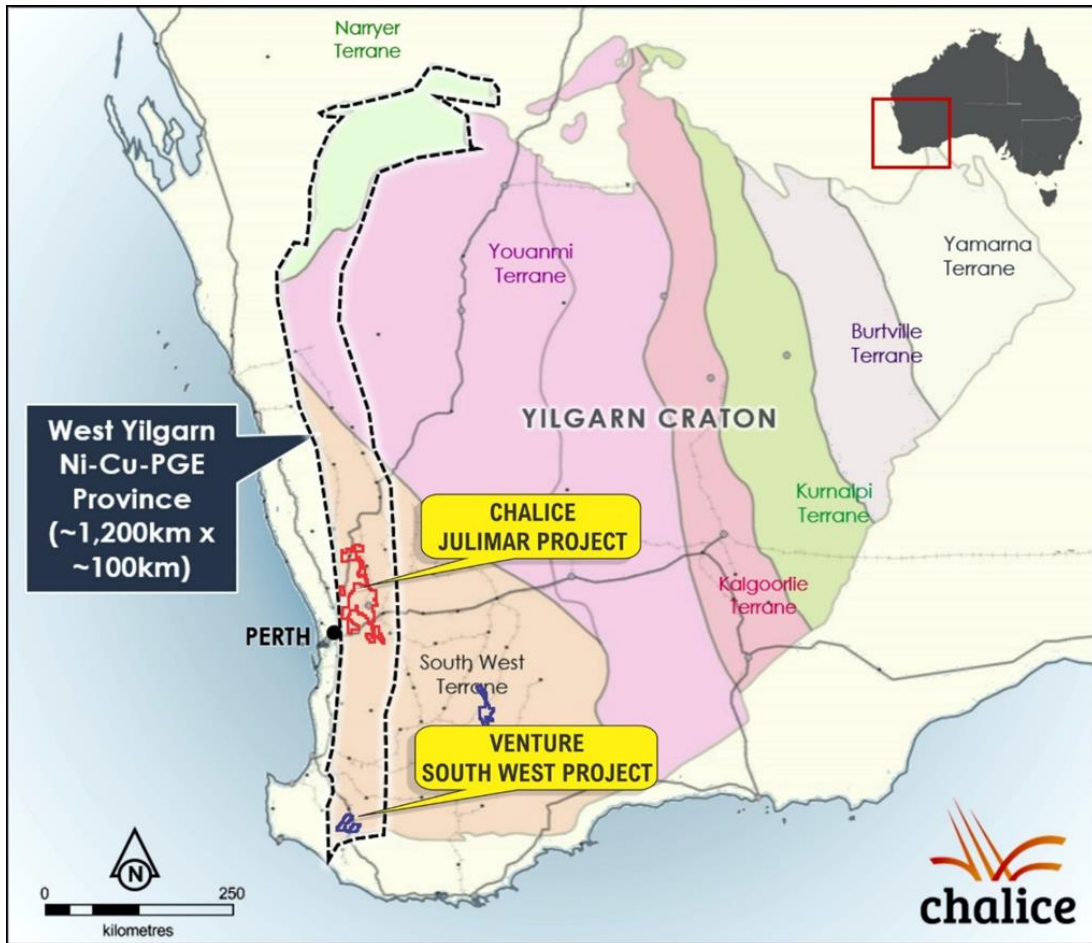 Narryer
Terrane
Youanmi
Terrane
Yamarna
Terrane
Burtville
Terrane
YILGARN CRATON
West Yilgarn
Ni-Cu-PGE
Province
(~1,200km x
~100km)
Kurnalpi
Terrane
CHALICE
JULIMAR PROJECT
Kalgoorlie
Terrane
PERTH
South West
Terrane
VENTURE
SOUTH WEST PROJECT
N
0 250
kilometres
chalice